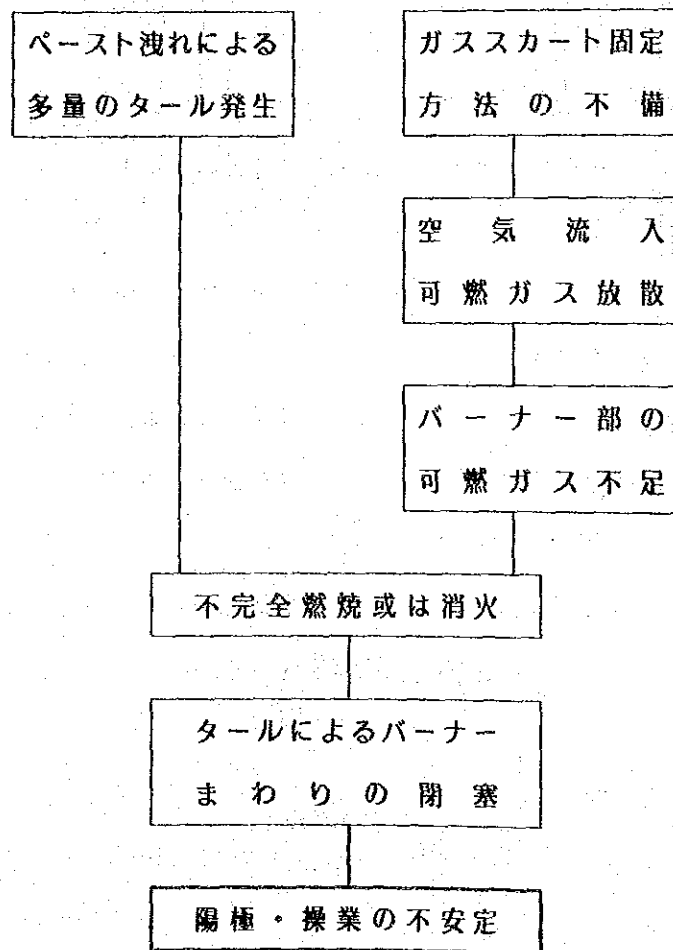 ペースト洩れによる
多量のタール発生
ガススカート固定
方法の不備
空気流入
可燃ガス放散
バーナー部の
可燃ガス不足
不完全燃焼或は消火
タールによるバーナー
まわりの閉塞
陽極・操業の不安定